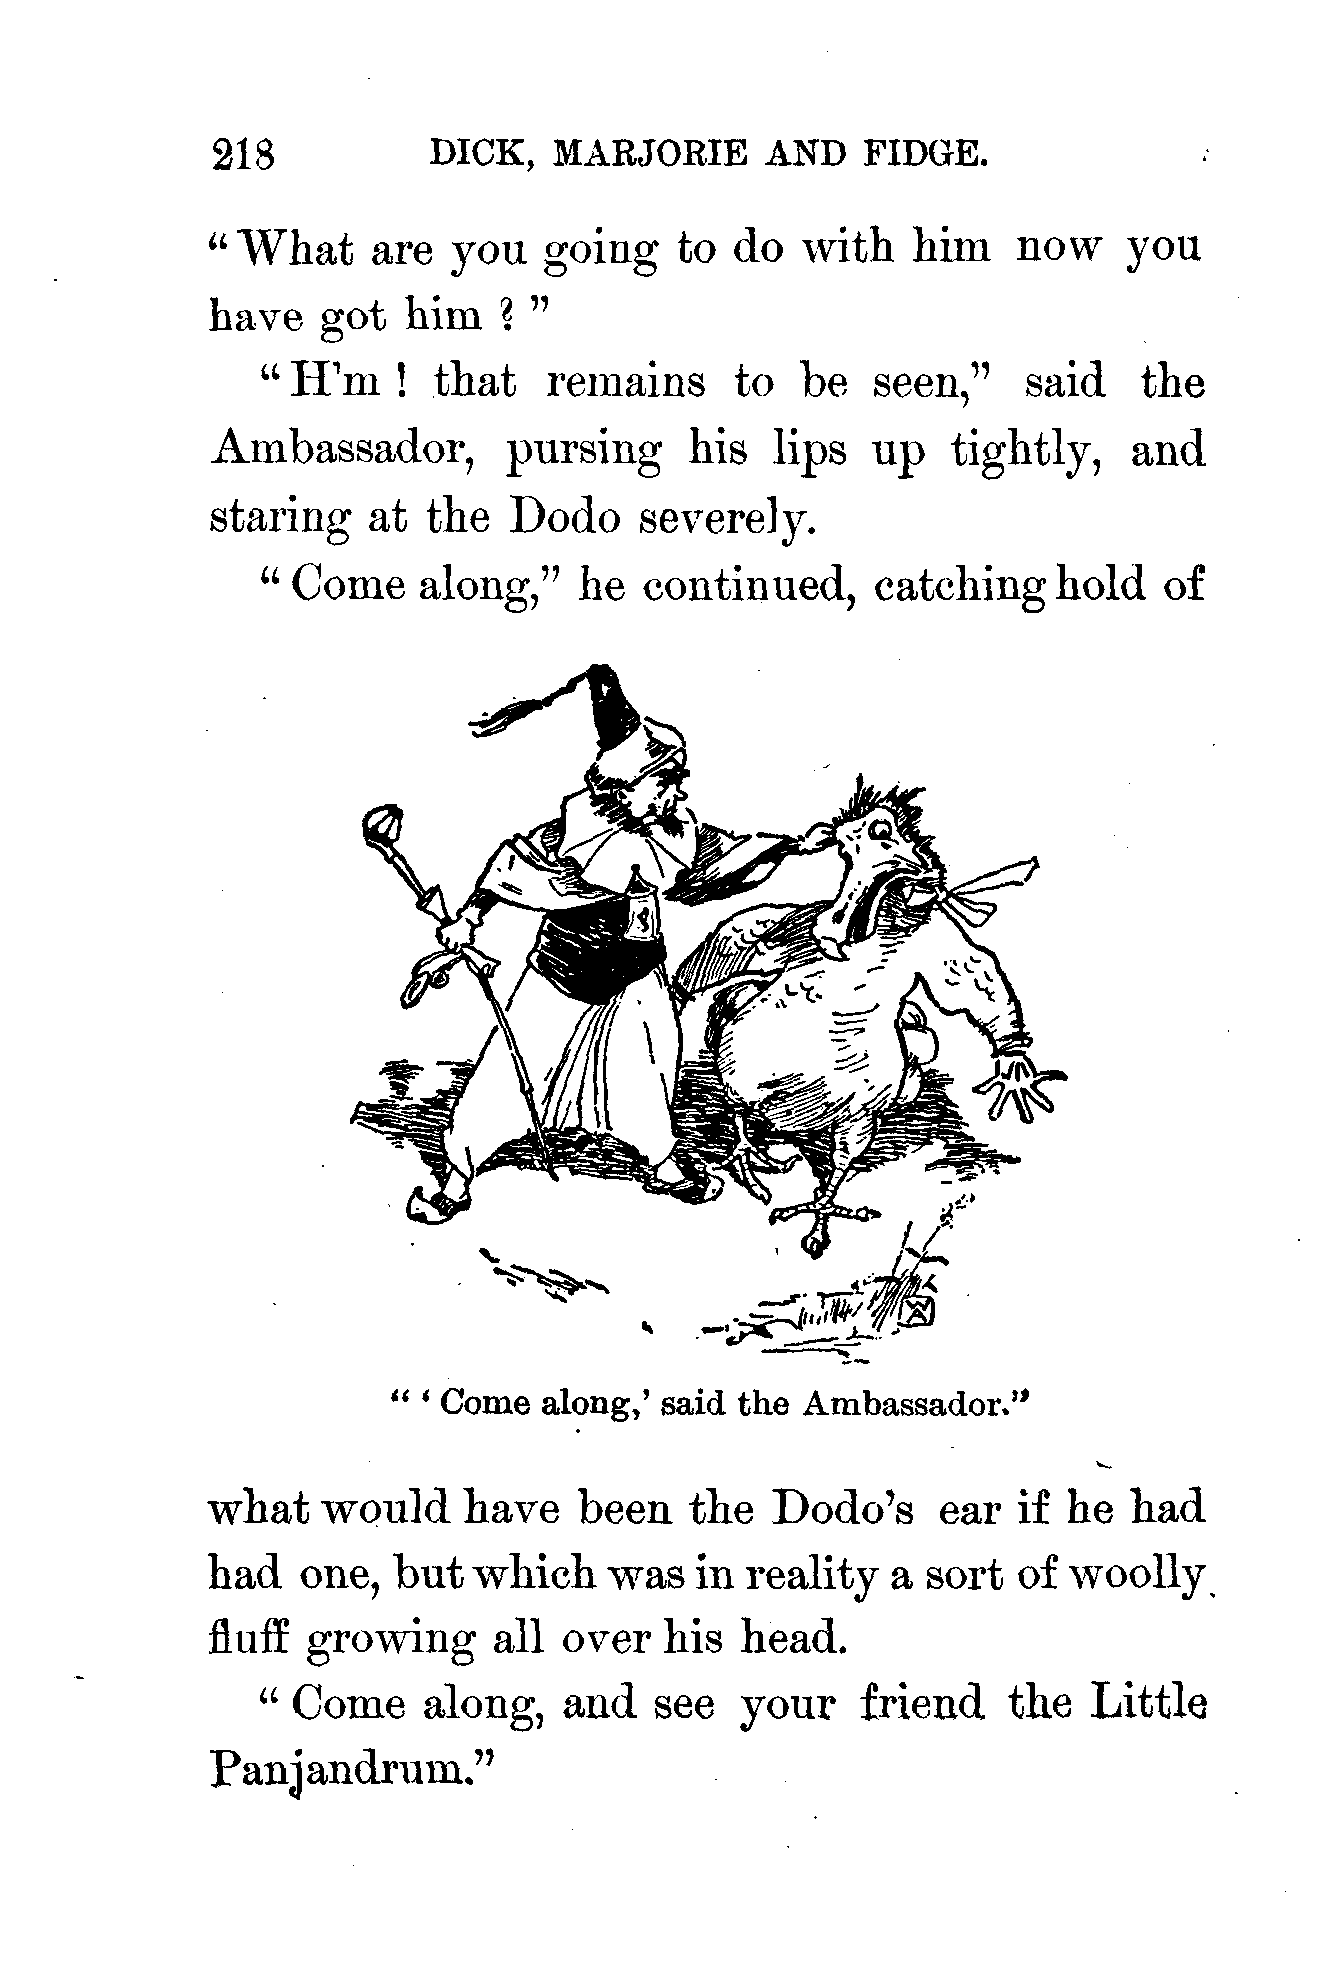 218 DICK, MARJORIE AND FIDGE.
“What are you going to do with him now you
have got him?”
“H'm! that remains to be seen,” said the
Ambassador, pursing his lips up tightly, and
staring at the Dodo severely.
“Come along,” he continued, catching hold of
“‘Come along,’ said the Ambassador.”
what would have been the Dodo's ear if he had
had one, but which was in reality a sort of woolly
fluff growing all over his head.
“Come along, and see your friend the Little
Panjandrum.”